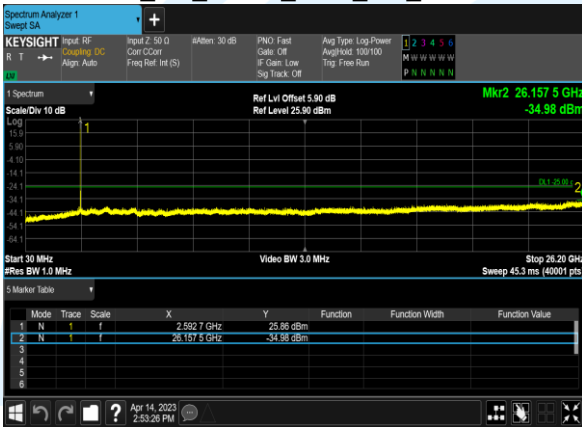 Spectrum Analyzer 1
Swept SA
+
KEYSIGHT Input: RF Input Z: 50 Ω #Atten: 30 dB PNO: Fast Avg Type: Log-Power 1 2 3 4 5 6
R T Coupling: DC Corr CCorr Gate: Off Avg|Hold: 100/100 M W W W W W
Align: Auto Freq Ref: Int (S) IF Gain: Low Trig: Free Run
LU Sig Track: Off P N N N N N
1 Spectrum Ref Lvl Offset 5.90 dB Mkr2 26.157 5 GHz
Scale/Div 10 dB Ref Level 25.90 dBm -34.98 dBm
Log
15.9
5.90
-4.10
-14.1
-24.1
-34.1
-44.1
-54.1
-64.1
1
DL1 -25.00
2
Start 30 MHz Video BW 3.0 MHz Stop 26.20 GHz
#Res BW 1.0 MHz Sweep 45.3 ms (40001 pts
5 Marker Table
Mode Trace Scale X Y Function Function Width Function Value
1 N 1 f 2.592 7 GHz 25.86 dBm
2 N 1 f 26.157 5 GHz -34.98 dBm
3
4
5
6
? Apr 14, 2023
2:53:26 PM